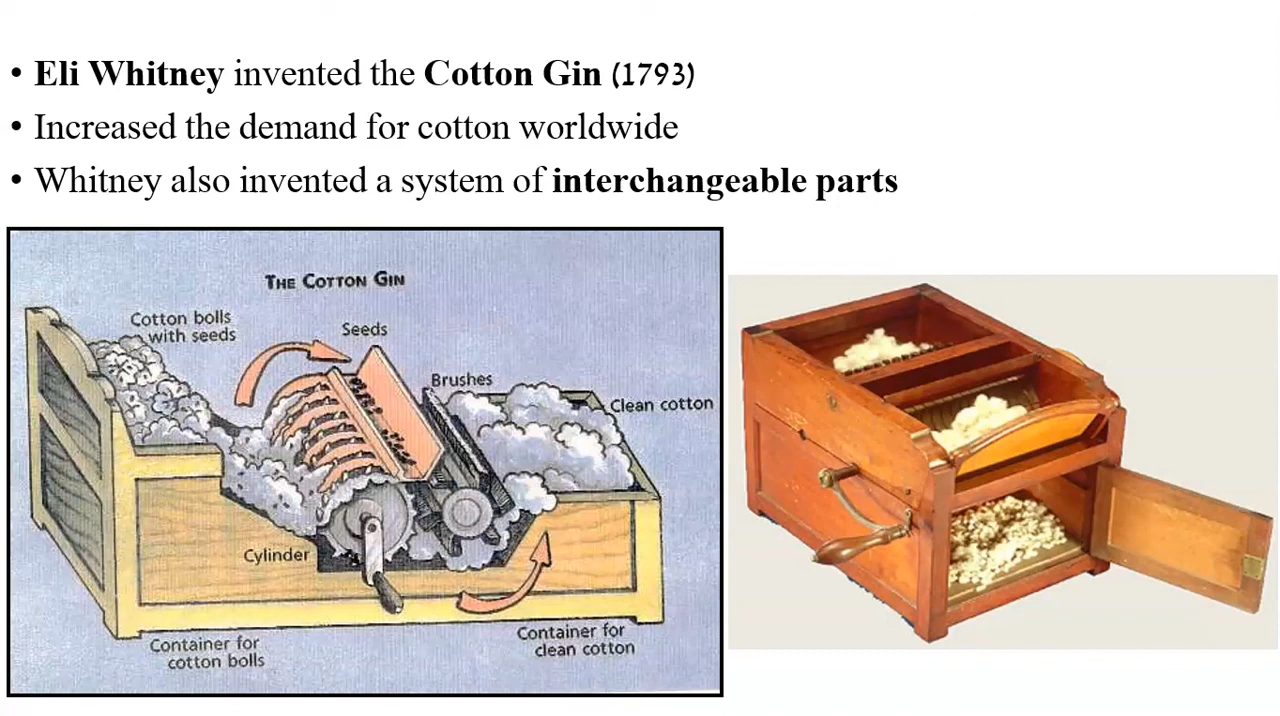 • Eli Whitney invented the Cotton Gin (1793)
• Increased the demand for cotton worldwide
• Whitney also invented a system of interchangeable parts
THE COTTON GIN
Cotton bolls
with seeds
Seeds
Brushes
Clean cotton
Cylinder
Container for
cotton bolls
Container for
clean cotton